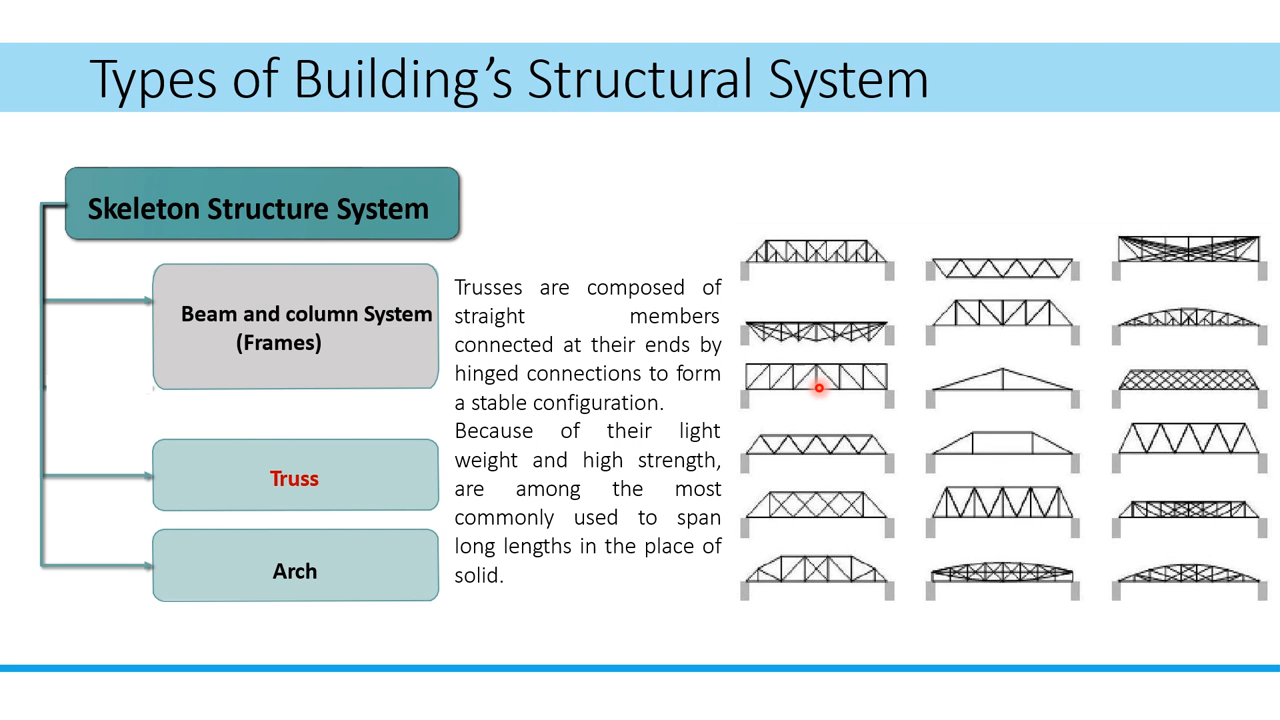 Types of Building’s Structural System
Skeleton Structure System
Beam and column System
(Frames)
Truss
Arch
Trusses are composed of
straight members
connected at their ends by
hinged connections to form
a stable configuration.
Because of their light
weight and high strength,
are among the most
commonly used to span
long lengths in the place of
solid.